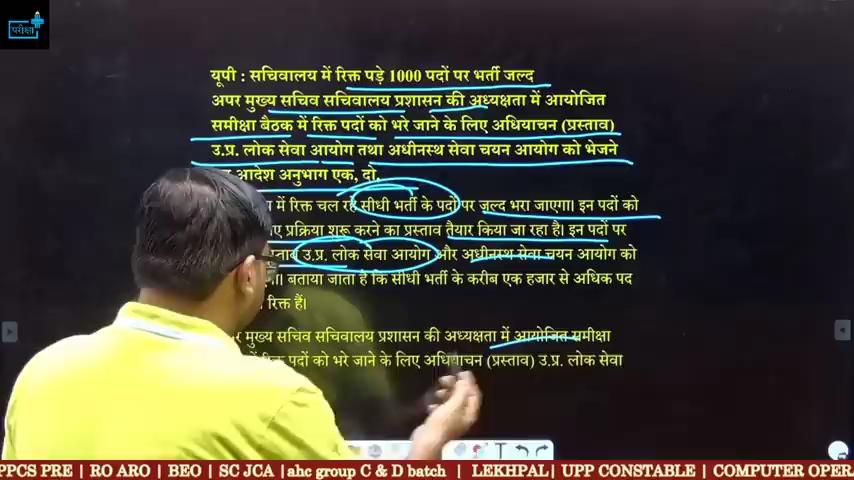 परीक्षा
यूपी : सचिवालय में रिक्त पड़े 1000 पदों पर भर्ती जल्द
अपर मुख्य सचिव सचिवालय प्रशासन की अध्यक्षता में आयोजित
समीक्षा बैठक में रिक्त पदों को भरे जाने के लिए अधियाचन (प्रस्ताव)
उ.प्र. लोक सेवा आयोग तथा अधीनस्थ सेवा चयन आयोग को भेजने
आदेश अनुभाग एक, दो,
में रिक्त चल रहे सीधी भर्ती के पदों पर जल्द भरा जाएगा। इन पदों को
प्रक्रिया शुरू करने का प्रस्ताव तैयार किया जा रहा है। इन पदों पर
उ.प्र. लोक सेवा आयोग और अधीनस्थ सेवा चयन आयोग को
बताया जाता है कि सीधी भर्ती के करीब एक हजार से अधिक पद
रिक्त हैं।
मुख्य सचिव सचिवालय प्रशासन की अध्यक्षता में आयोजित समीक्षा
पदों को भरे जाने के लिए अधियाचन (प्रस्ताव) उ.प्र. लोक सेवा
PPCS PRE | RO ARO | BEO | SC JCA |ahc group C & D batch | LEKHPAL| UPP CONSTABLE | COMPUTER OPERA